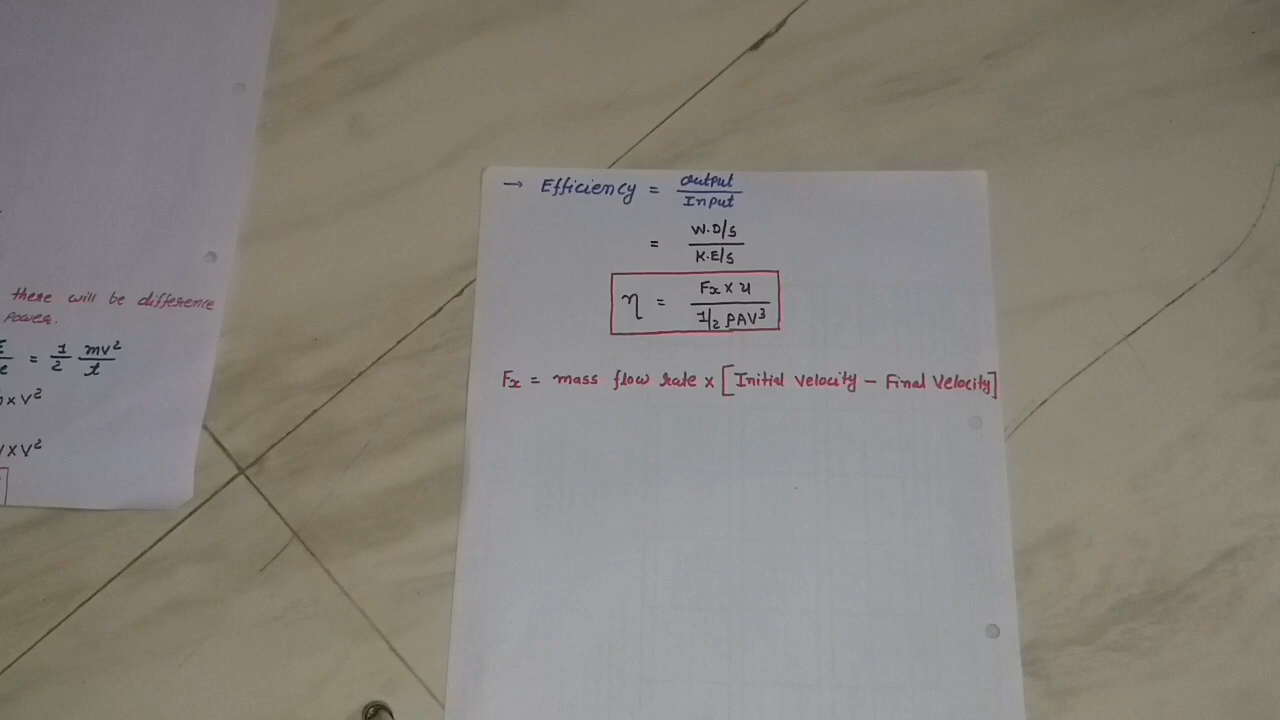 there will be difference
power.
= 1/2 mv²/t
x V²
V x V²
→ Efficiency = output/Input
= W.D/s / K.E/s
η = Fx x u / 1/2 ρAV³
Fx = mass flow rate x [Initial velocity - Final velocity]